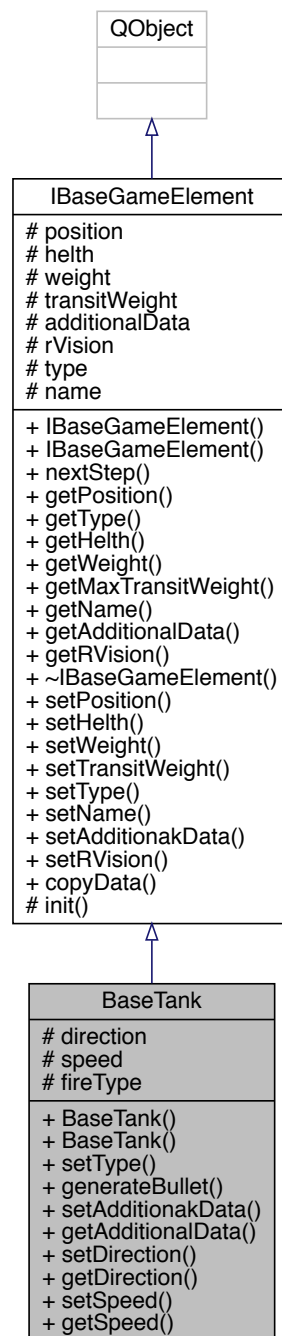 QObject
IBaseGameElement
# position
# helth
# weight
# transitWeight
# additionalData
# rVision
# type
# name
+ IBaseGameElement()
+ IBaseGameElement()
+ nextStep()
+ getPosition()
+ getType()
+ getHelth()
+ getWeight()
+ getMaxTransitWeight()
+ getName()
+ getAdditionalData()
+ getRVision()
+ ~IBaseGameElement()
+ setPosition()
+ setHelth()
+ setWeight()
+ setTransitWeight()
+ setType()
+ setName()
+ setAdditionakData()
+ setRVision()
+ copyData()
# init()
BaseTank
# direction
# speed
# fireType
+ BaseTank()
+ BaseTank()
+ setType()
+ generateBullet()
+ setAdditionakData()
+ getAdditionalData()
+ setDirection()
+ getDirection()
+ setSpeed()
+ getSpeed()